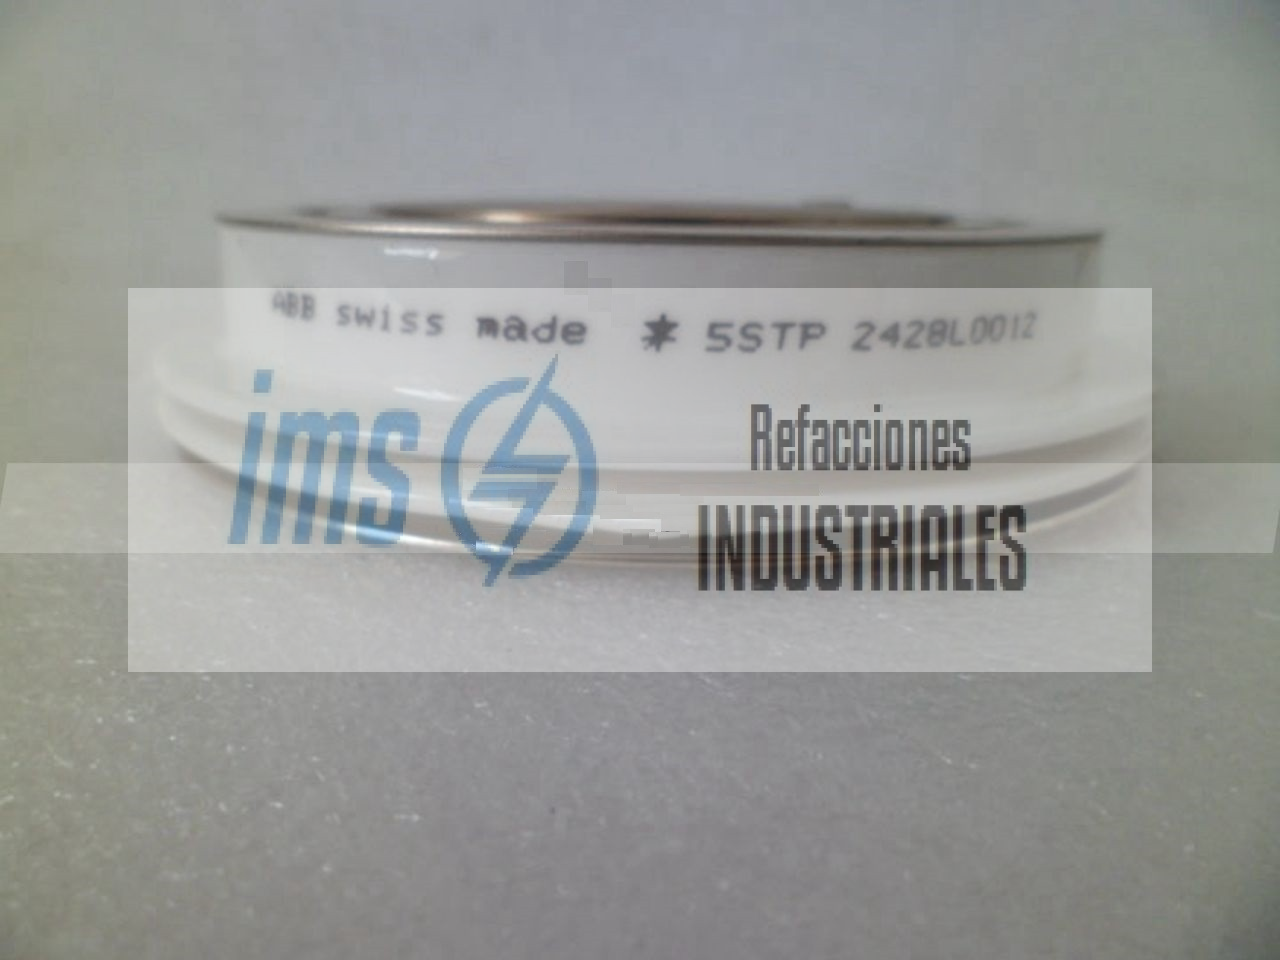 ABB swiss made * 5STP 2428L0012
ims
Refacciones
INDUSTRIALES